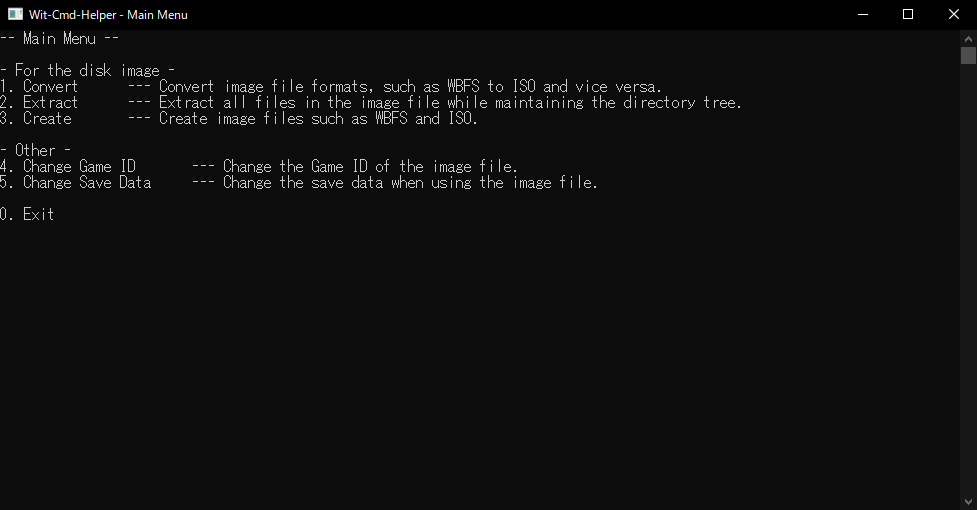 Wit-Cmd-Helper - Main Menu
-- Main Menu --
- For the disk image -
1. Convert --- Convert image file formats, such as WBFS to ISO and vice versa.
2. Extract --- Extract all files in the image file while maintaining the directory tree.
3. Create --- Create image files such as WBFS and ISO.
- Other -
4. Change Game ID --- Change the Game ID of the image file.
5. Change Save Data --- Change the save data when using the image file.
0. Exit